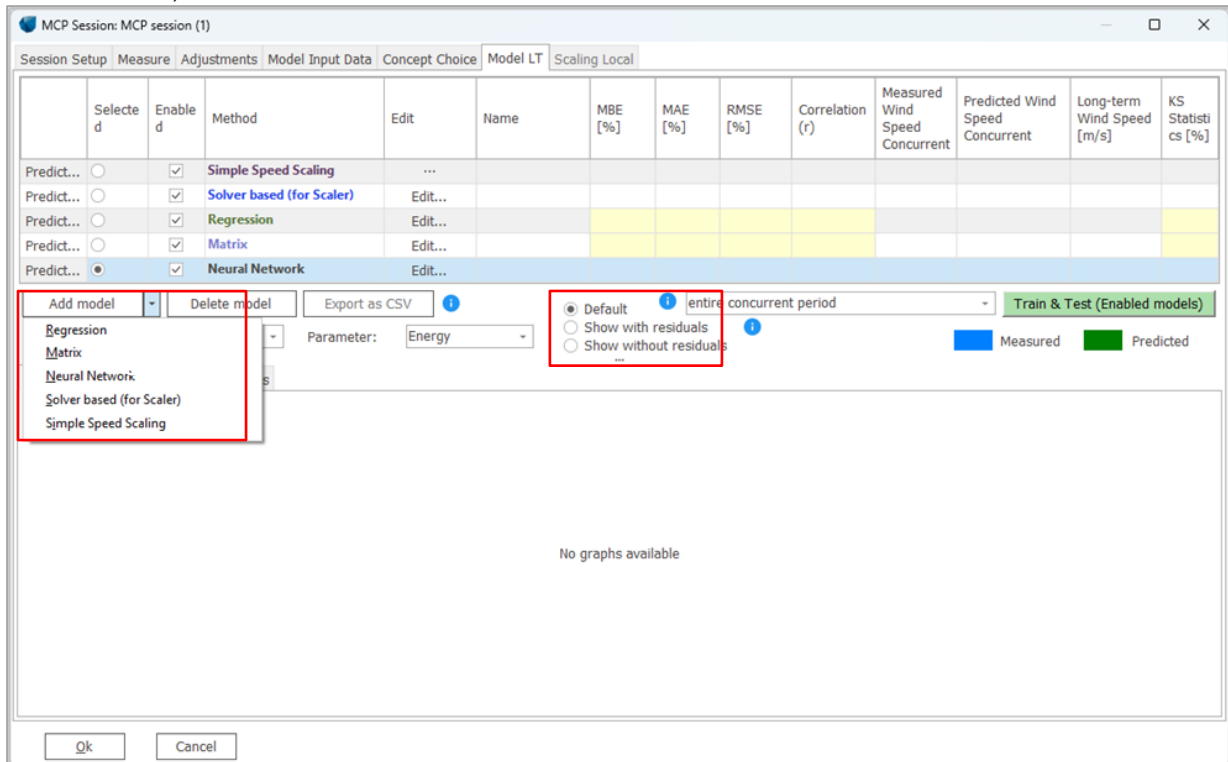 MCP Session: MCP session (1)
Session Setup Measure Adjustments Model Input Data Concept Choice Model LT Scaling Local
Selecte
d
Enable
d
Method
Edit
Name
MBE
[%]
MAE
[%]
RMSE
[%]
Correlation
(r)
Measured
Wind
Speed
Concurrent
Predicted Wind
Speed
Concurrent
Long-term
Wind Speed
[m/s]
KS
Statisti
cs [%]
Predict... Simple Speed Scaling ...
Predict... Solver based (for Scaler) Edit...
Predict... Regression Edit...
Predict... Matrix Edit...
Predict... Neural Network Edit...
Add model Delete model Export as CSV
Default entire concurrent period Train & Test (Enabled models)
Regression
Matrix
Neural Network
Solver based (for Scaler)
Simple Speed Scaling
Parameter: Energy
Show with residuals
Show without residuals
...
Measured Predicted
s
No graphs available
Ok Cancel